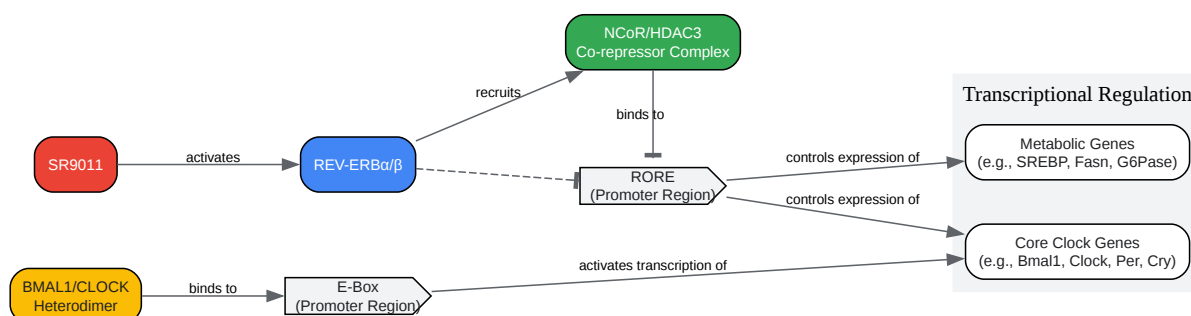 NCoR/HDAC3
Co-repressor Complex
recruits
binds to
Transcriptional Regulation
SR9011
activates
REV-ERBα/β
RORE
(Promoter Region)
controls expression of
controls expression of
Metabolic Genes
(e.g., SREBP, Fasn, G6Pase)
Core Clock Genes
(e.g., Bmal1, Clock, Per, Cry)
BMAL1/CLOCK
Heterodimer
binds to
E-Box
(Promoter Region)
activates transcription of